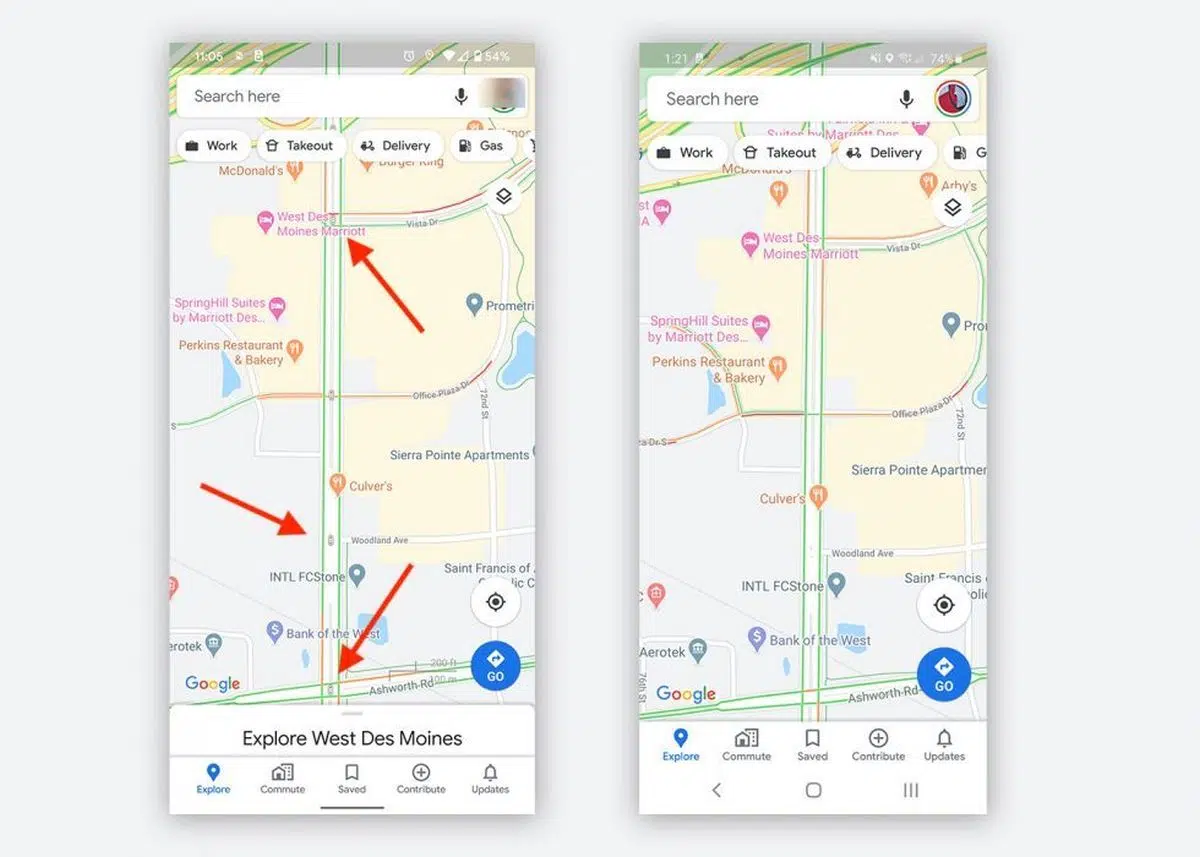 11:05
54%
Search here
Work
Takeout
Delivery
Gas
McDonald's
Burger King
West Des
Moines Marriott
Vista Dr
SpringHill Suites
by Marriott Des...
Prometri
Perkins Restaurant
& Bakery
Office Plaza Dr
72nd St
S
Sierra Pointe Apartments
Culver's
Woodland Ave
INTL FCStone
Saint Francis of
olic C
Bank of the West
erotek
200 ft
100 m
Google
GO
Ashworth Rd
Explore West Des Moines
Explore
Commute
Saved
Contribute
Updates
1:21
74%
Search here
Suites by Marriott Des...
Work
Takeout
Delivery
G
McDonald's
Arby's
st
A
West Des
Moines Marriott
Vista Dr
SpringHill Suites
by Marriott Des...
Pro
Perkins Restaurant
& Bakery
Office Plaza Dr
72nd St
za Dr S
Sierra Pointe Apartmen
Culver's
Woodland Ave
INTL FCStone
Saint Francis
olic
Bank of the West
Aerotek
76th St
Google
GO
Ashworth Rd
Explore
Commute
Saved
Contribute
Updates